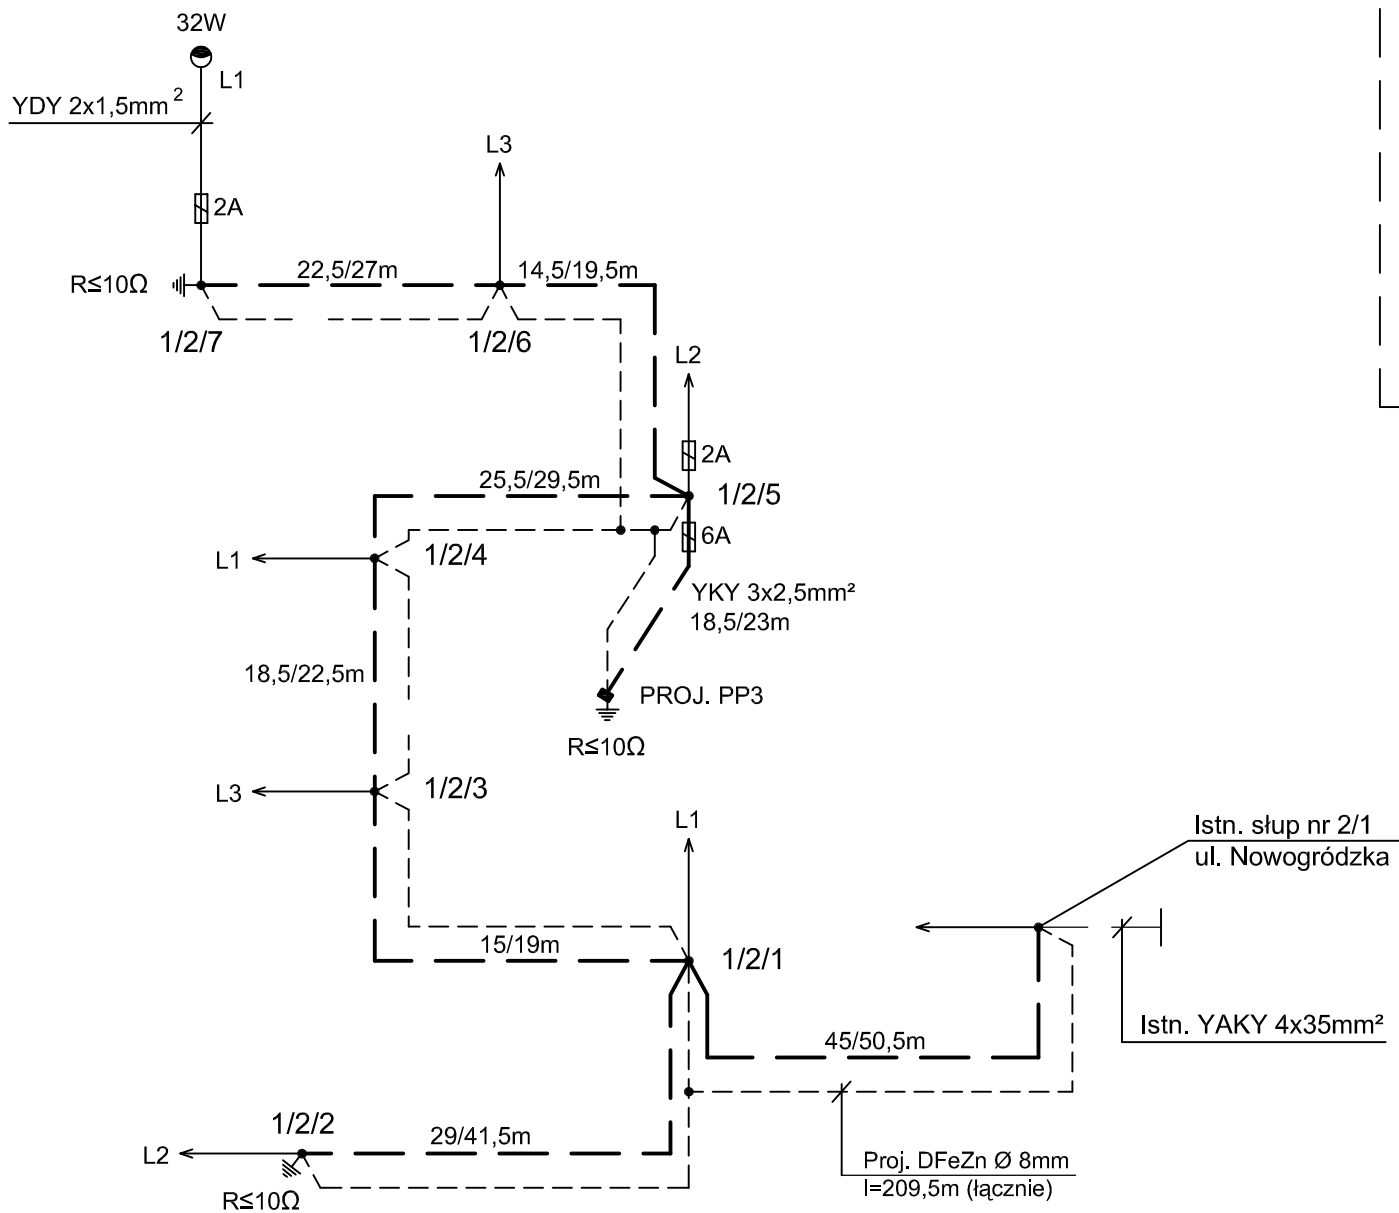 32W
L1
YDY 2x1,5mm²
L3
2A
R≤10Ω
22,5/27m
14,5/19,5m
1/2/7
1/2/6
L2
2A
25,5/29,5m
1/2/5
6A
L1
1/2/4
YKY 3x2,5mm²
18,5/23m
18,5/22,5m
PROJ. PP3
R≤10Ω
L3
1/2/3
L1
Istn. słup nr 2/1
ul. Nowogródzka
15/19m
1/2/1
Istn. YAKY 4x35mm²
45/50,5m
1/2/2
29/41,5m
L2
R≤10Ω
Proj. DFeZn Ø 8mm
l=209,5m (łącznie)